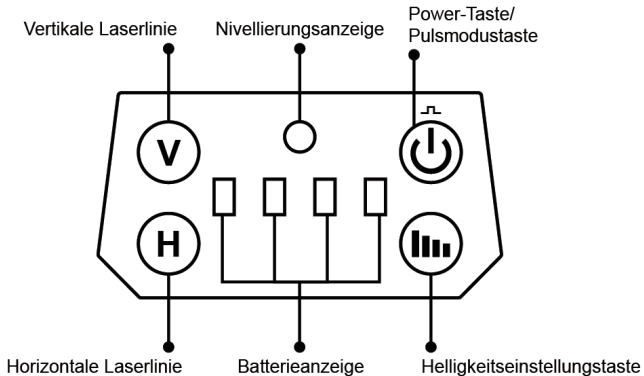 Vertikale Laserlinie
Nivellierungsanzeige
Power-Taste/
Pulsmodustaste
V
H
Horizontale Laserlinie
Batterieanzeige
Helligkeitseinstellungstaste